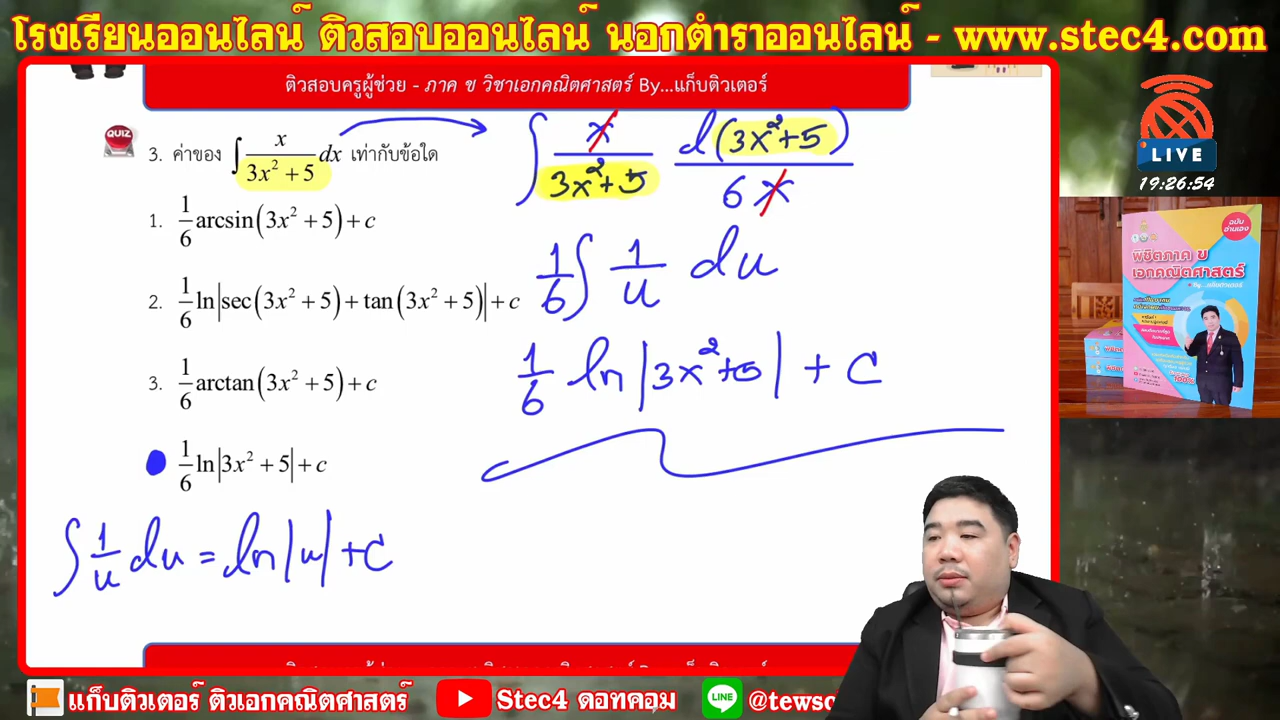 โรงเรียนออนไลน์ ติวสอบออนไลน์ นอกตำราออนไลน์ - www.stec4.com
ติวสอบครูผู้ช่วย - ภาค ข วิชาเอกคณิตศาสตร์ By...แก็บติวเตอร์
QUIZ
3. ค่าของ ∫ x/(3x² + 5) dx เท่ากับข้อใด
1. 1/6 arcsin(3x² + 5) + c
2. 1/6 ln|sec(3x² + 5) + tan(3x² + 5)| + c
3. 1/6 arctan(3x² + 5) + c
1/6 ln|3x² + 5| + c
∫ 1/u du = ln|u| + c
∫ x/(3x²+5) d(3x²+5)/6x
1/6 ∫ 1/u du
1/6 ln|3x²+5| + c
LIVE
19:26:54
ฉบับ
อ่านเอง
พิชิตภาค ข
เอกคณิตศาสตร์
แก็บติวเตอร์ ติวเอกคณิตศาสตร์
Stec4 ดอทคอม
LINE